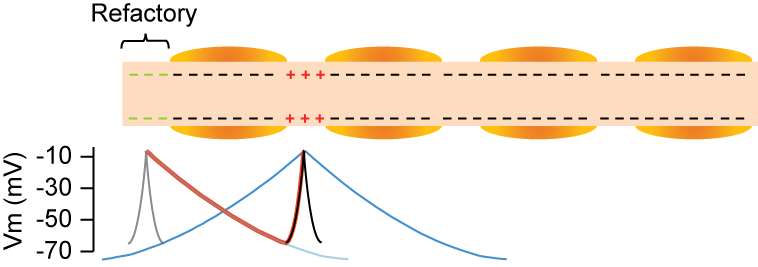 Refactory
- - - - - - - - - - + + + - - - - - - - - - - - - - - - - - - - - - - - - - - - - -
- - - - - - - - - - + + + - - - - - - - - - - - - - - - - - - - - - - - - - - - - -
-10
-30
-50
-70
Vm (mV)